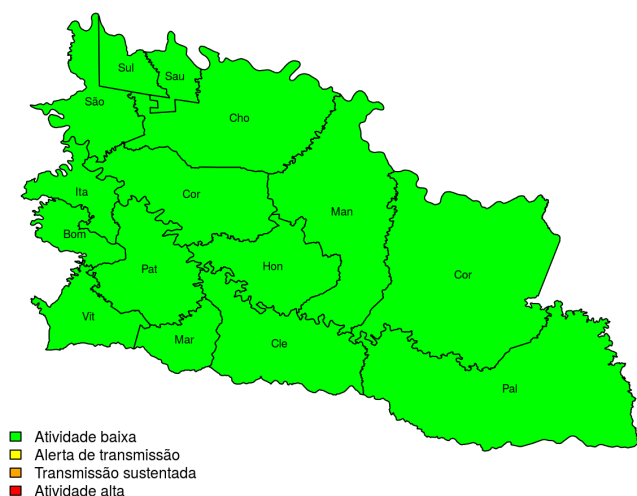 Sul
Sau
São
Cho
Ita
Cor
Man
Bom
Pat
Hon
Cor
Vit
Mar
Cle
Pal
Atividade baixa
Alerta de transmissão
Transmissão sustentada
Atividade alta